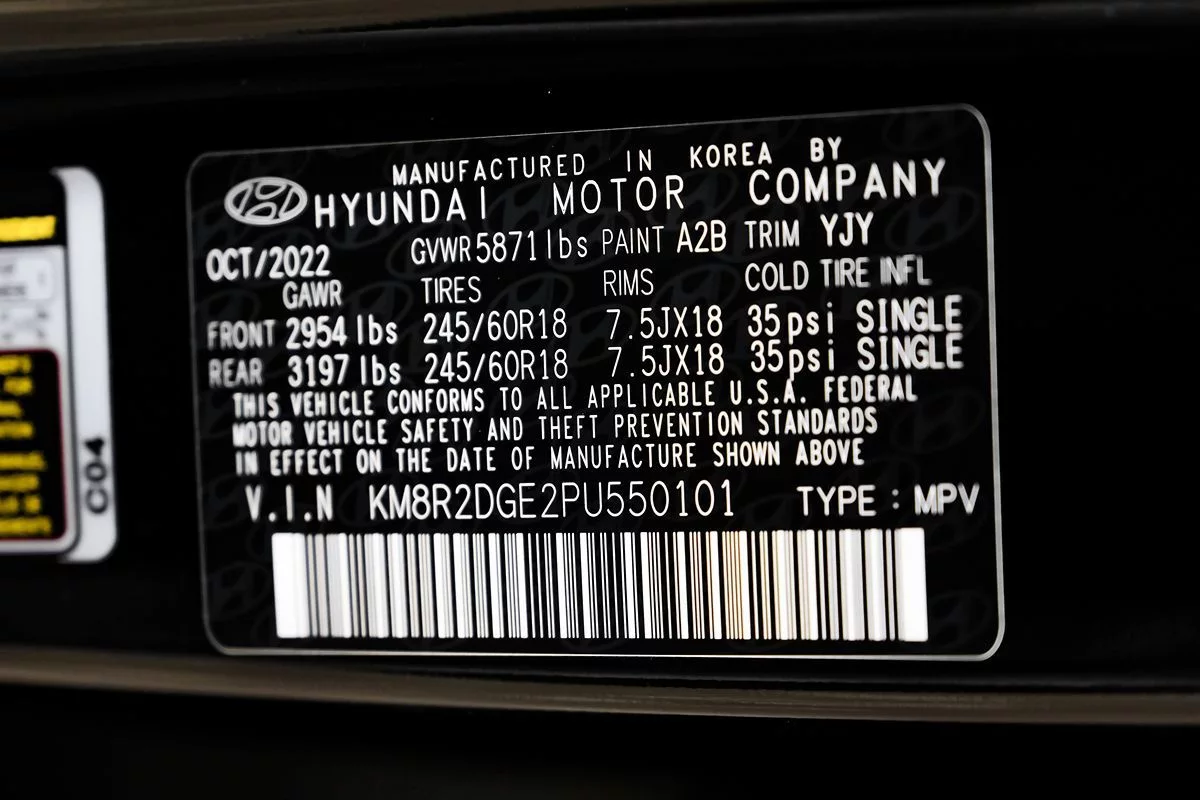 MANUFACTURED IN KOREA BY
HYUNDAI MOTOR COMPANY
OCT/2022 GVWR 5871 lbs PAINT A2B TRIM YJY
GAWR TIRES RIMS COLD TIRE INFL
FRONT 2954 lbs 245/60R18 7.5JX18 35psi SINGLE
REAR 3197 lbs 245/60R18 7.5JX18 35psi SINGLE
THIS VEHICLE CONFORMS TO ALL APPLICABLE U.S.A. FEDERAL
MOTOR VEHICLE SAFETY AND THEFT PREVENTION STANDARDS
IN EFFECT ON THE DATE OF MANUFACTURE SHOWN ABOVE
V.I.N KM8R2DGE2PU550101 TYPE : MPV
C04